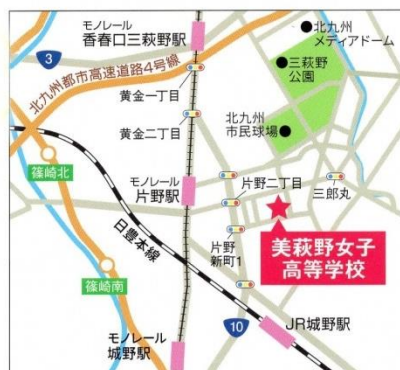 モノレール
香春口三萩野駅
北九州
メディアドーム
3
三萩野
公園
北九州都市高速道路4号線
黄金一丁目
黄金二丁目
北九州
市民球場
篠崎北
モノレール
片野駅
片野二丁目
三郎丸
日豊本線
片野
新町1
美萩野女子
高等学校
篠崎南
10
JR城野駅
モノレール
城野駅